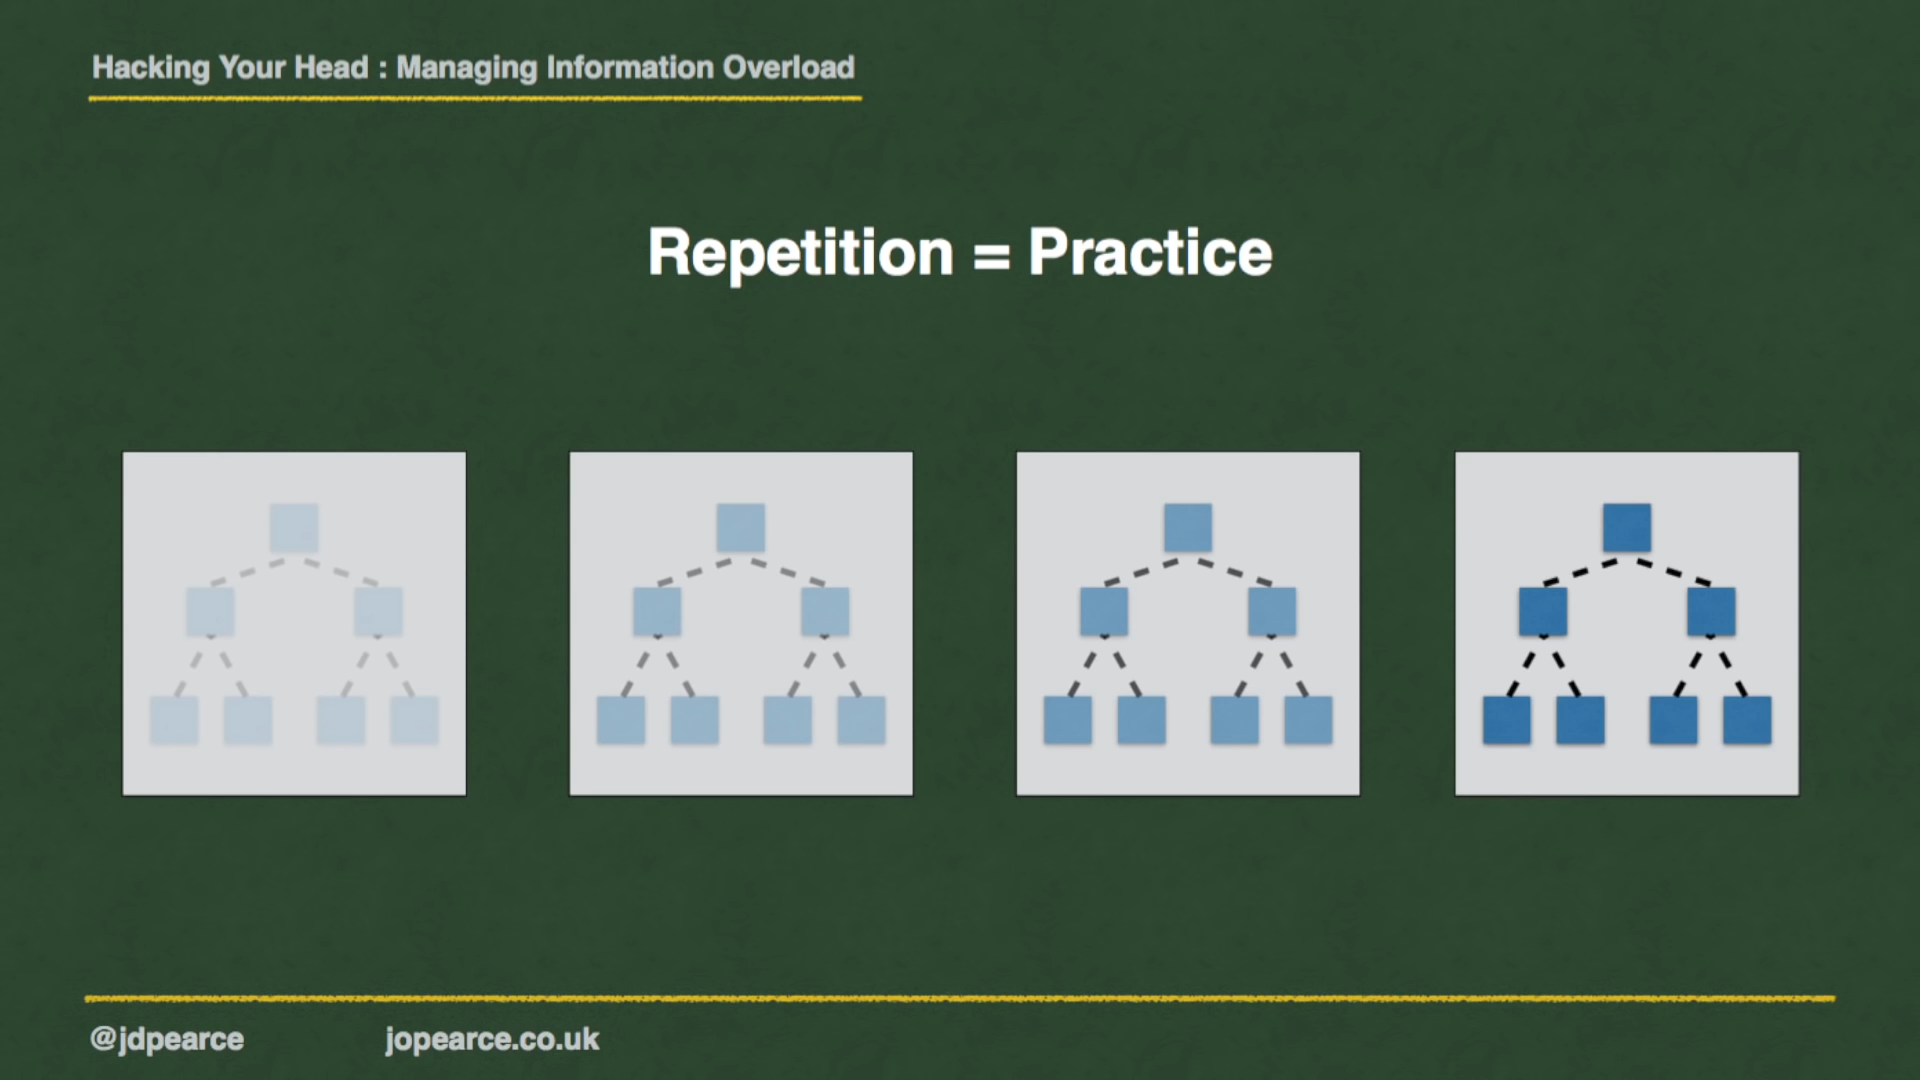 Hacking Your Head : Managing Information Overload
Repetition = Practice
@jdpearce
jopearce.co.uk